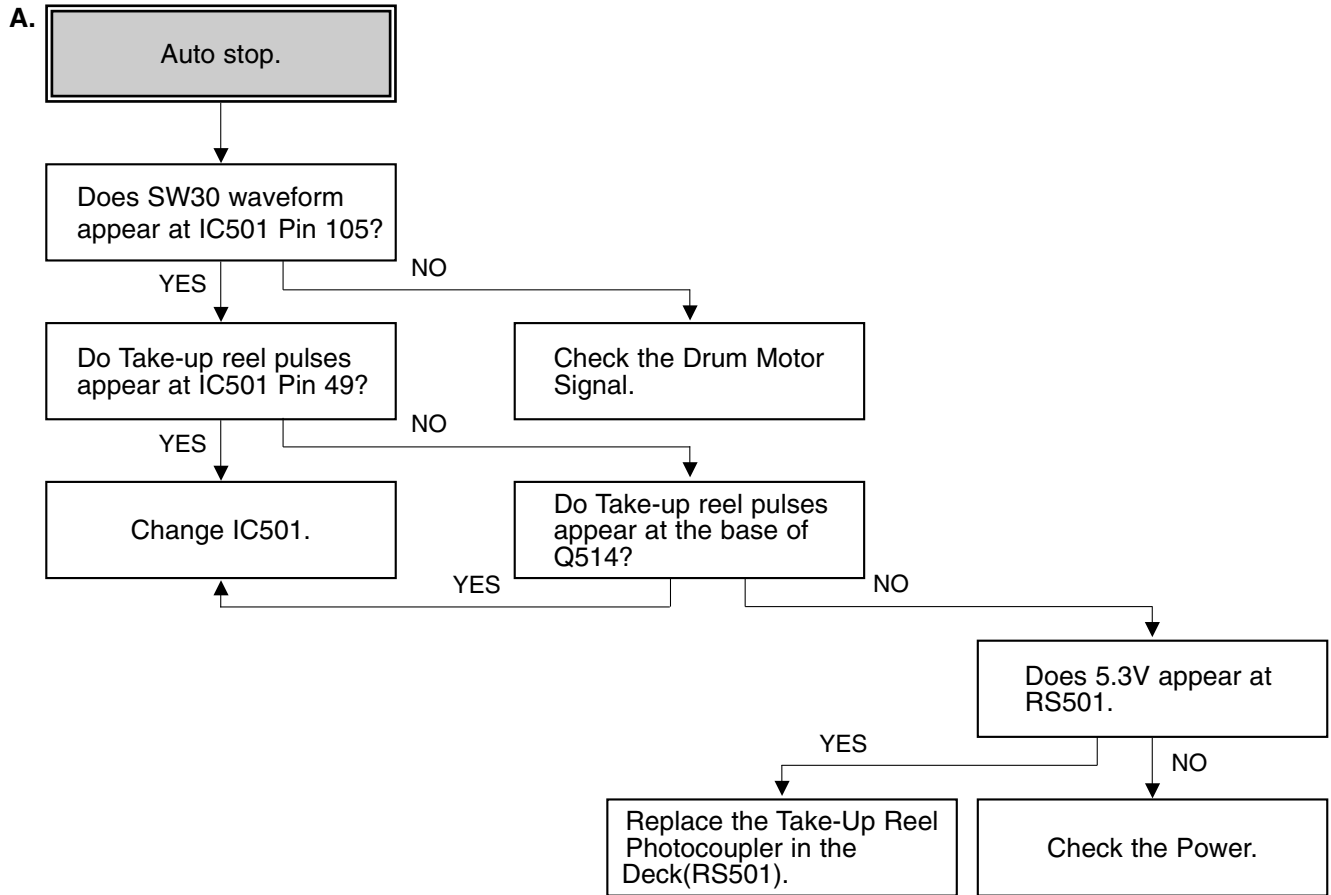 A.
Auto stop.
Does SW30 waveform
appear at IC501 Pin 105?
YES
NO
Do Take-up reel pulses
appear at IC501 Pin 49?
Check the Drum Motor
Signal.
YES
NO
Change IC501.
Do Take-up reel pulses
appear at the base of
Q514?
YES
NO
Does 5.3V appear at
RS501.
YES
NO
Replace the Take-Up Reel
Photocoupler in the
Deck(RS501).
Check the Power.